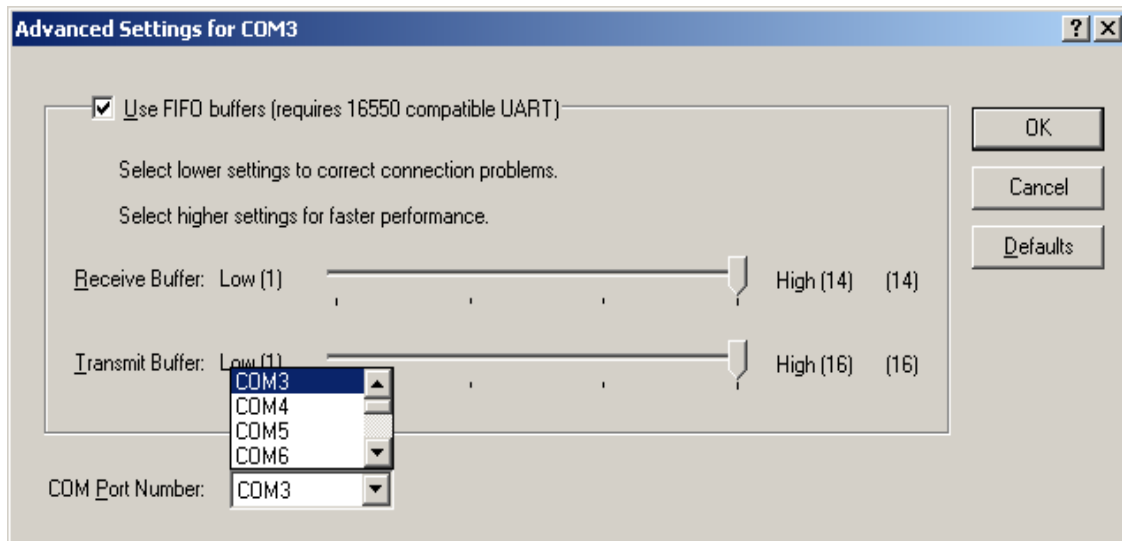 Advanced Settings for COM3
Use FIFO buffers (requires 16550 compatible UART)
OK
Select lower settings to correct connection problems.
Cancel
Select higher settings for faster performance.
Defaults
Receive Buffer: Low (1) High (14) (14)
Transmit Buffer: Low (1) High (16) (16)
COM3
COM4
COM5
COM6
COM Port Number: COM3